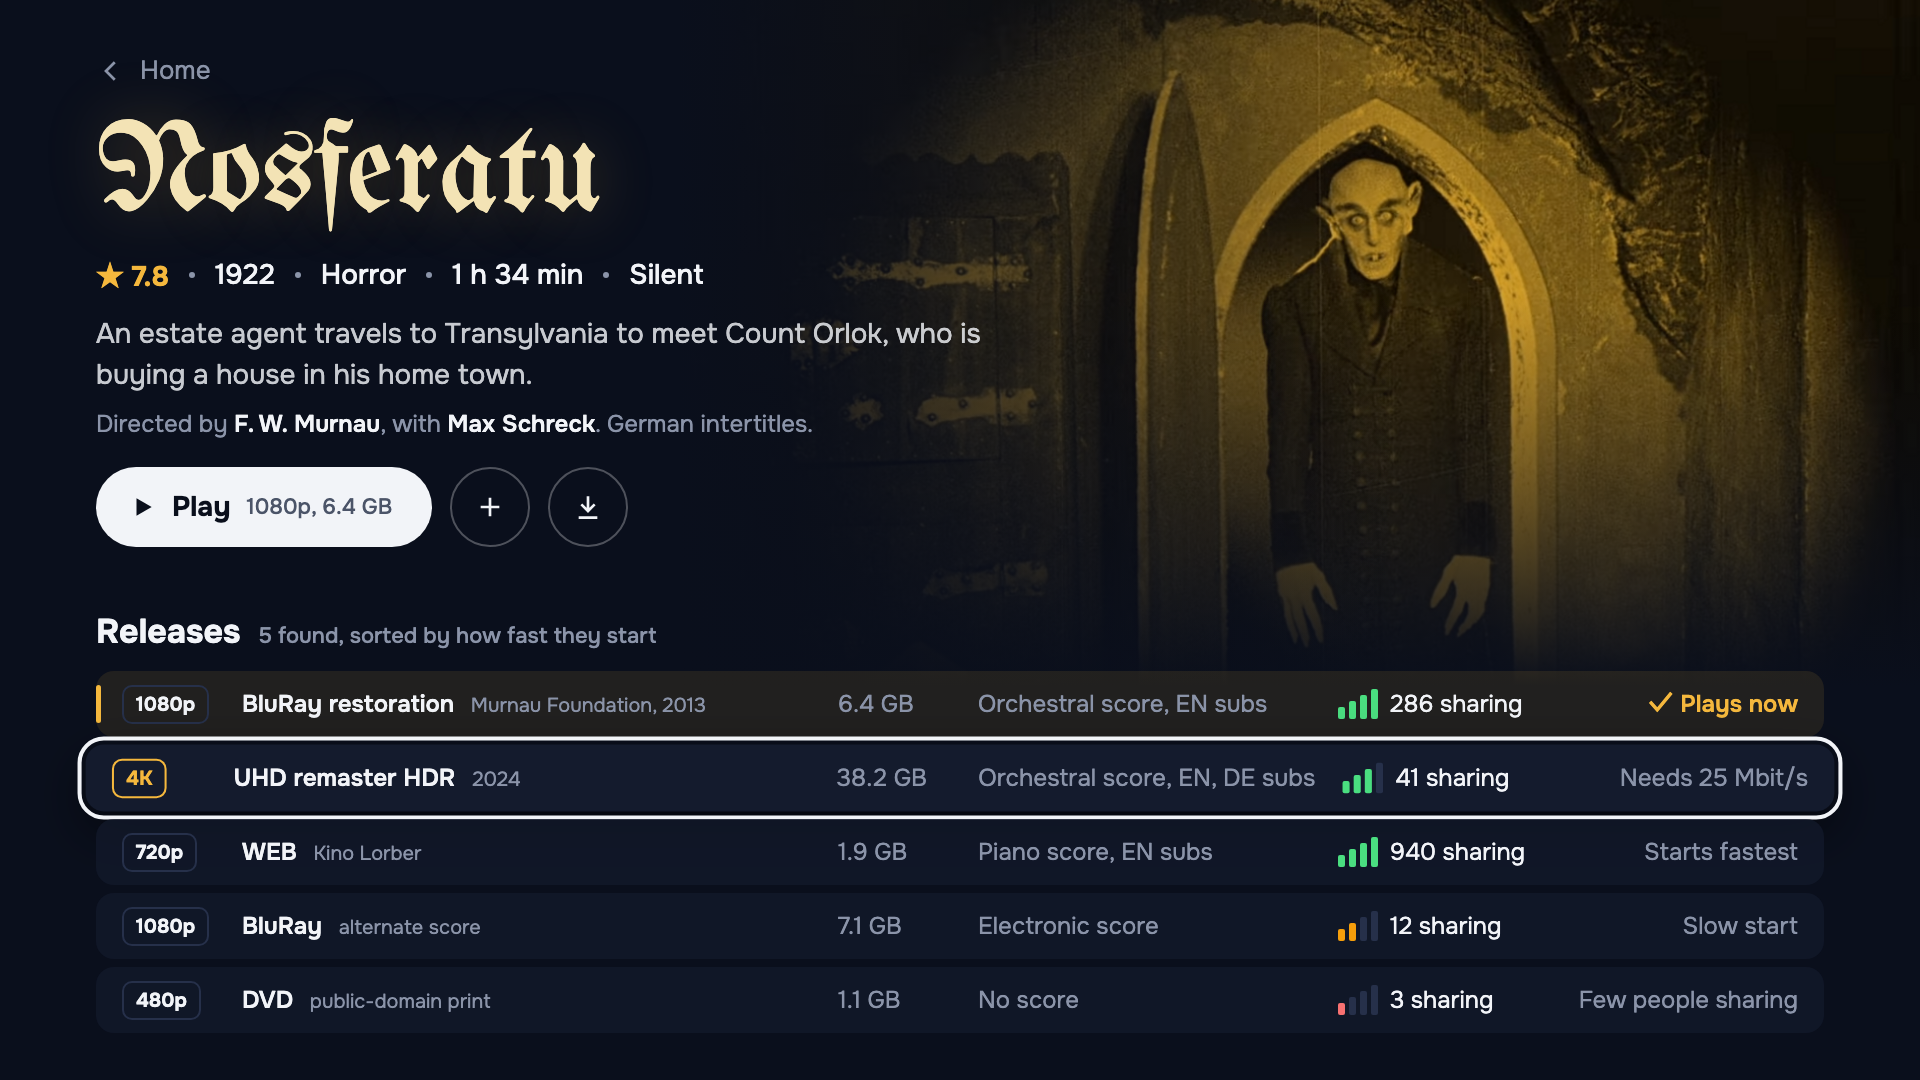 Home
Nosferatu
7.8 • 1922 • Horror • 1 h 34 min • Silent
An estate agent travels to Transylvania to meet Count Orlok, who is
buying a house in his home town.
Directed by F. W. Murnau, with Max Schreck. German intertitles.
Play 1080p, 6.4 GB
Releases 5 found, sorted by how fast they start
1080p BluRay restoration Murnau Foundation, 2013 6.4 GB Orchestral score, EN subs 286 sharing Plays now
4K UHD remaster HDR 2024 38.2 GB Orchestral score, EN, DE subs 41 sharing Needs 25 Mbit/s
720p WEB Kino Lorber 1.9 GB Piano score, EN subs 940 sharing Starts fastest
1080p BluRay alternate score 7.1 GB Electronic score 12 sharing Slow start
480p DVD public-domain print 1.1 GB No score 3 sharing Few people sharing